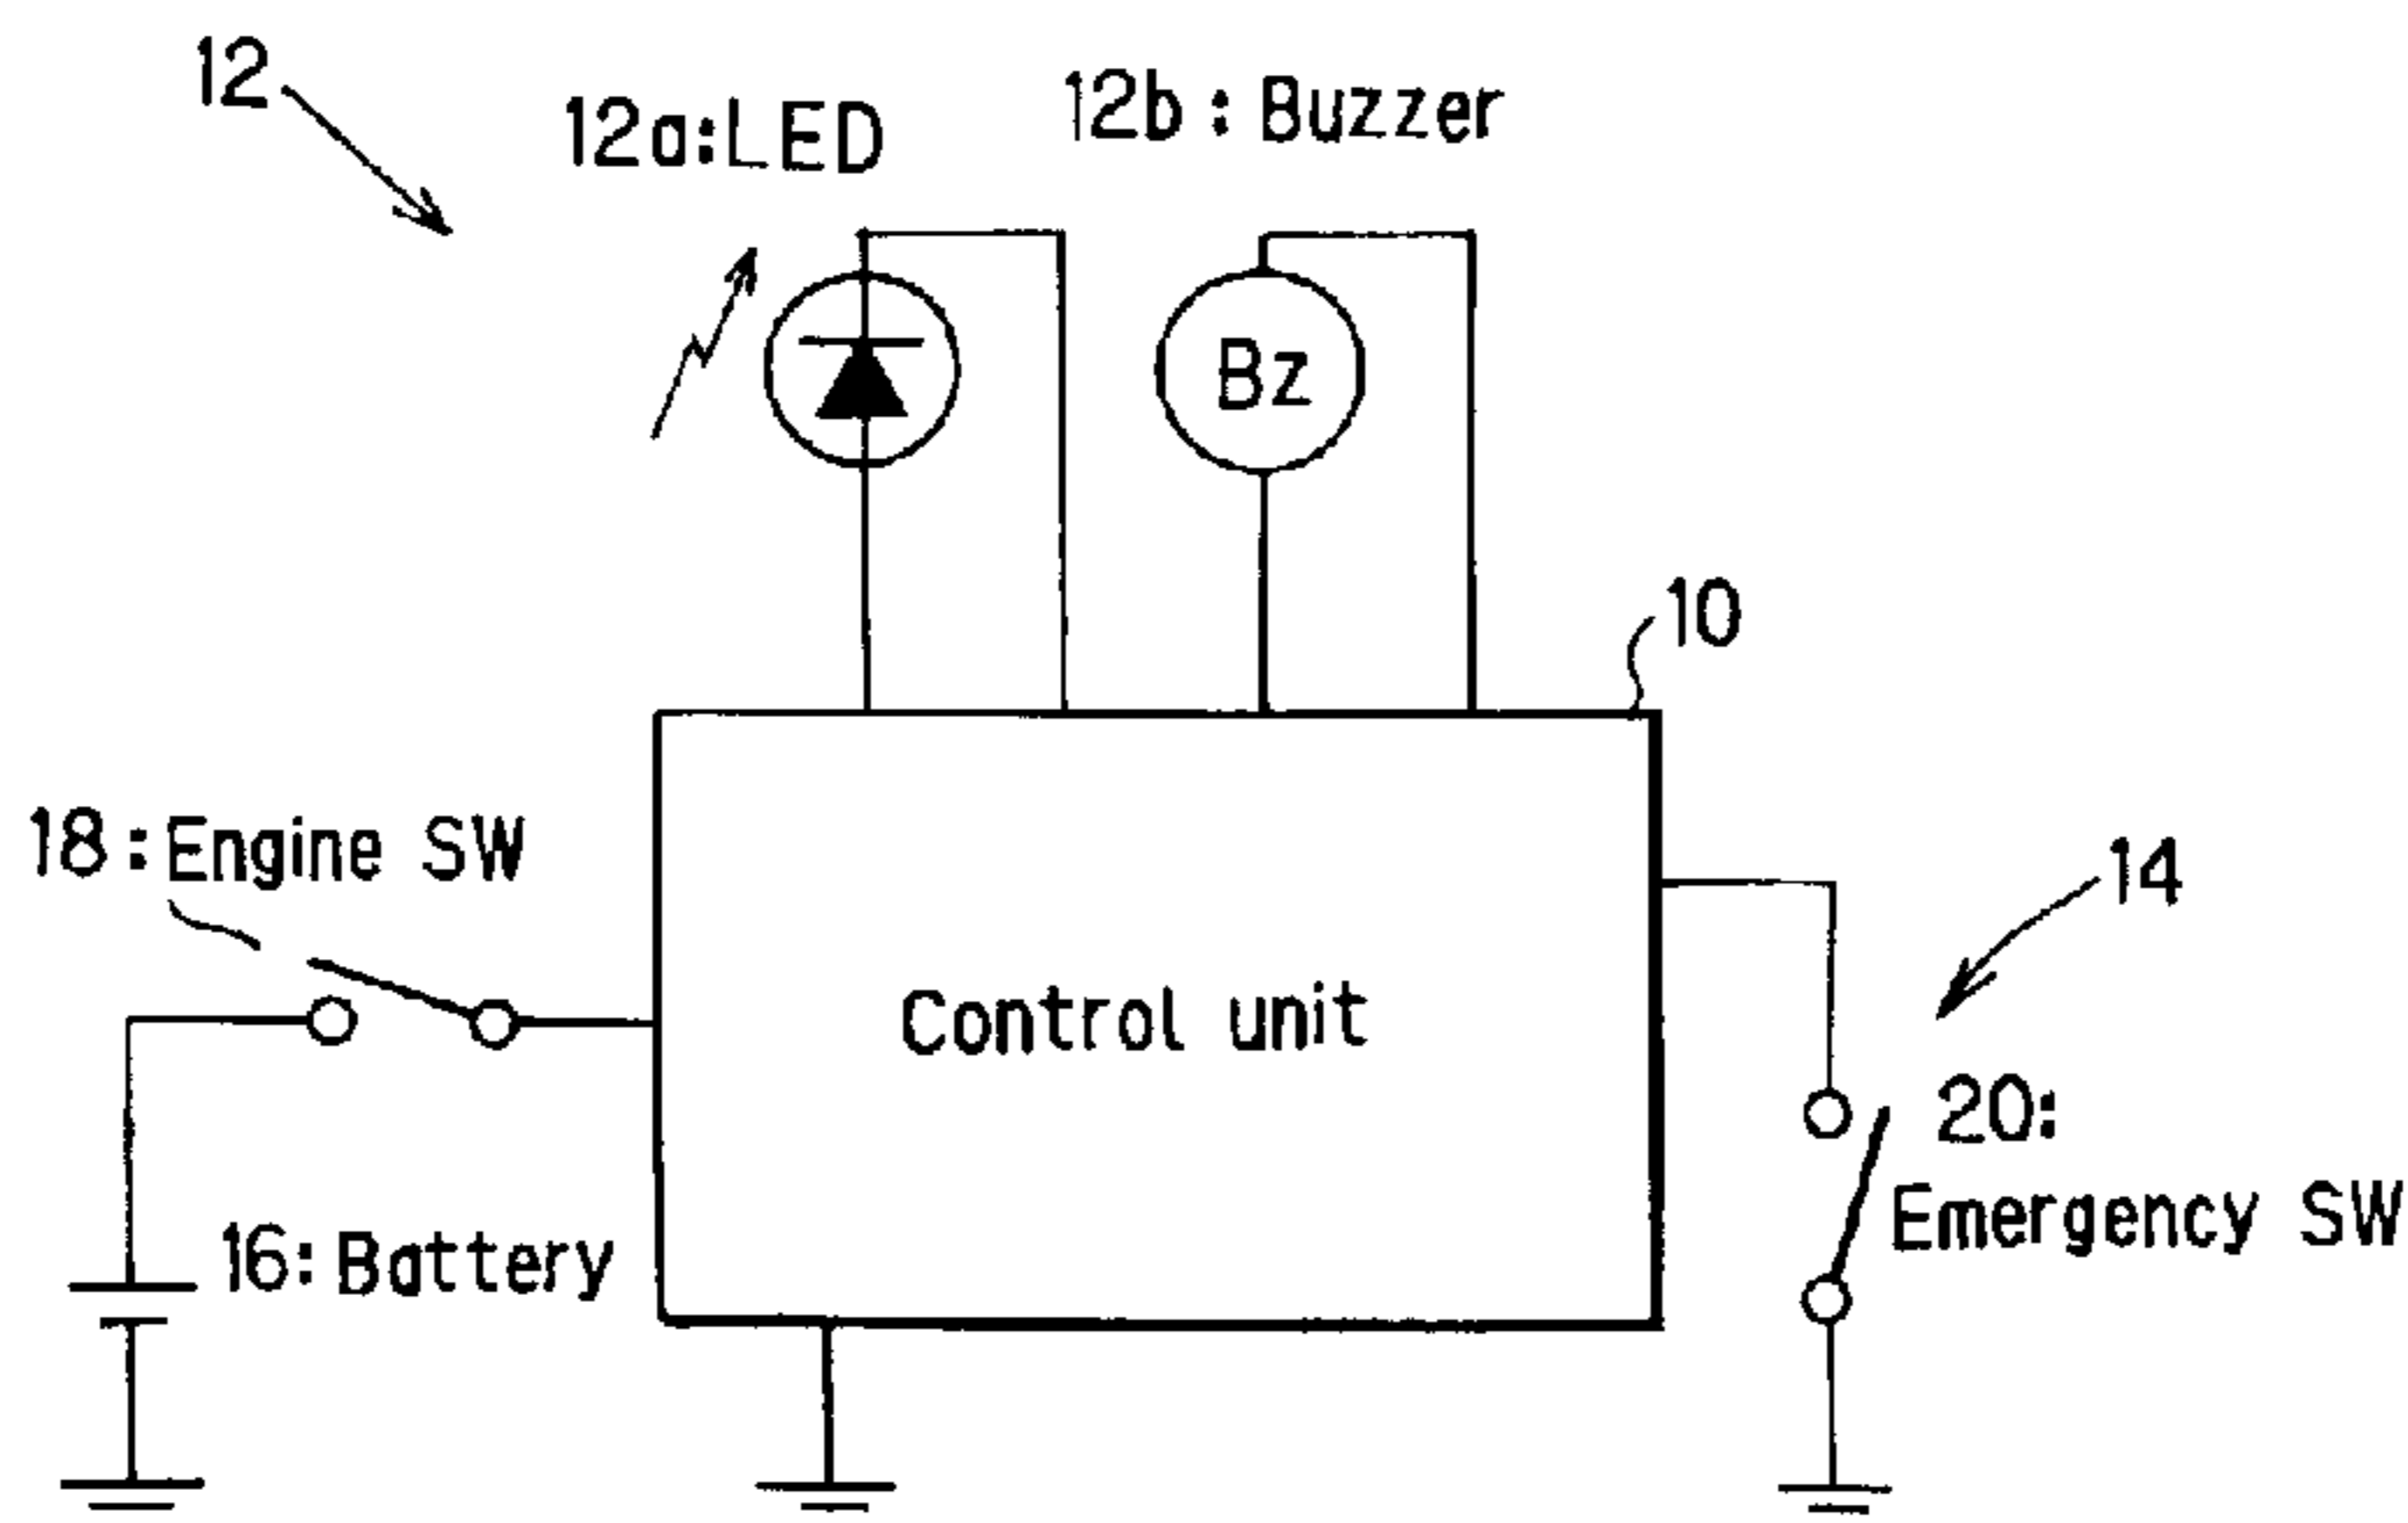 12
12a:LED
12b: Buzzer
Bz
10
18:Engine SW
14
Control unit
20:
Emergency SW
16:Battery